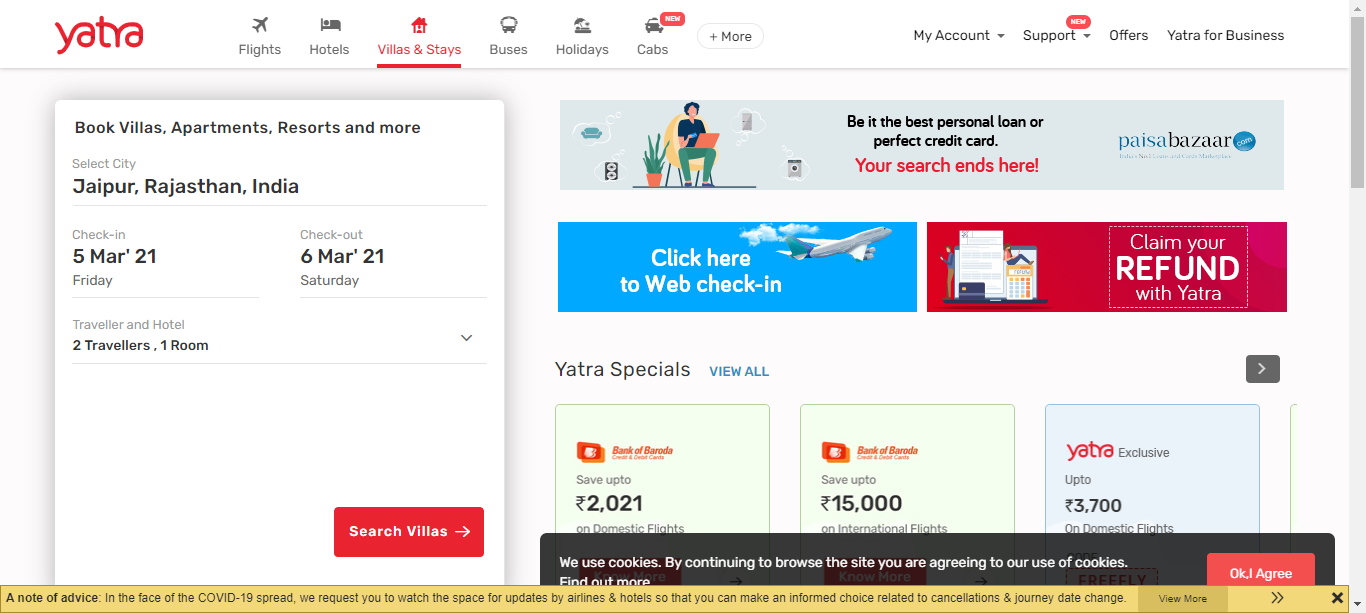 yatra
Flights
Hotels
Villas & Stays
Buses
Holidays
Cabs
NEW
+ More
My Account
Support
NEW
Offers
Yatra for Business
Book Villas, Apartments, Resorts and more
Select City
Jaipur, Rajasthan, India
Check-in
5 Mar' 21
Friday
Check-out
6 Mar' 21
Saturday
Traveller and Hotel
2 Travellers , 1 Room
Search Villas
Be it the best personal loan or
perfect credit card.
Your search ends here!
paisabazaar.com
Click here
to Web check-in
Claim your
REFUND
with Yatra
Yatra Specials VIEW ALL
Bank of Baroda
Credit & Debit Cards
Save upto
₹2,021
on Domestic Flights
Know More
Bank of Baroda
Credit & Debit Cards
Save upto
₹15,000
on International Flights
Know More
yatra Exclusive
Upto
₹3,700
On Domestic Flights
CODE
FREEFLY
We use cookies. By continuing to browse the site you are agreeing to our use of cookies.
Find out more
Ok,I Agree
A note of advice: In the face of the COVID-19 spread, we request you to watch the space for updates by airlines & hotels so that you can make an informed choice related to cancellations & journey date change.
View More